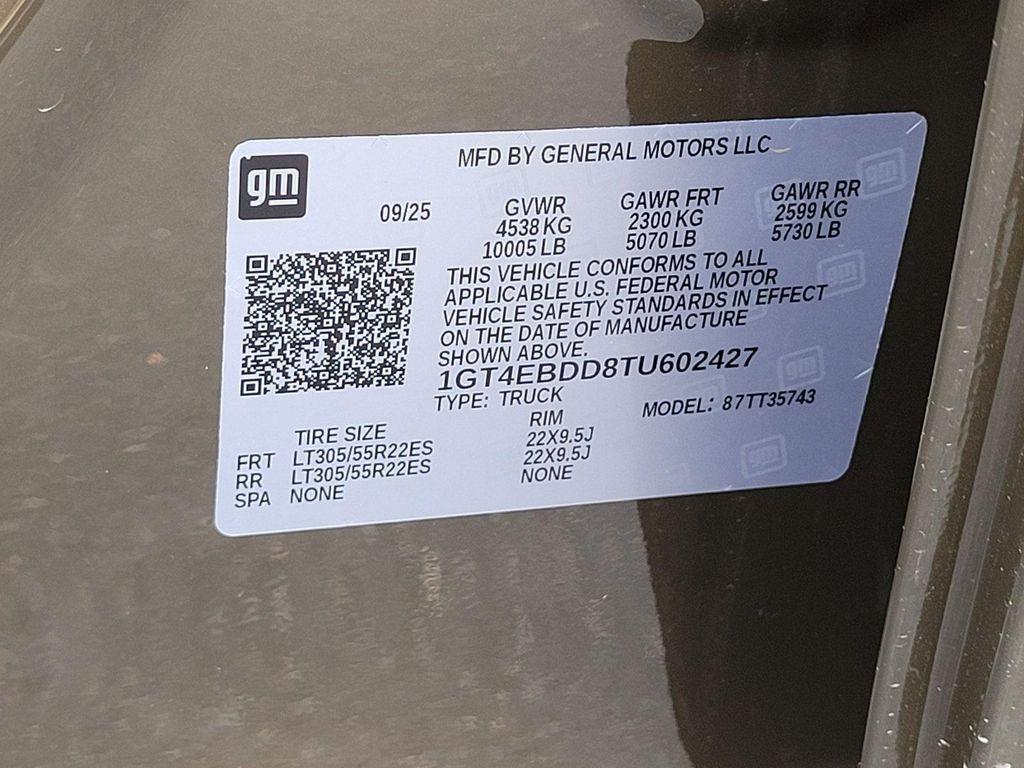 gm
MFD BY GENERAL MOTORS LLC
09/25
GVWR GAWR FRT GAWR RR
4538 KG 2300 KG 2599 KG
10005 LB 5070 LB 5730 LB
THIS VEHICLE CONFORMS TO ALL
APPLICABLE U.S. FEDERAL MOTOR
VEHICLE SAFETY STANDARDS IN EFFECT
ON THE DATE OF MANUFACTURE
SHOWN ABOVE.
1GT4EBDD8TU602427
TYPE: TRUCK MODEL: 87TT35743
TIRE SIZE RIM
FRT LT305/55R22ES 22X9.5J
RR LT305/55R22ES 22X9.5J
SPA NONE NONE